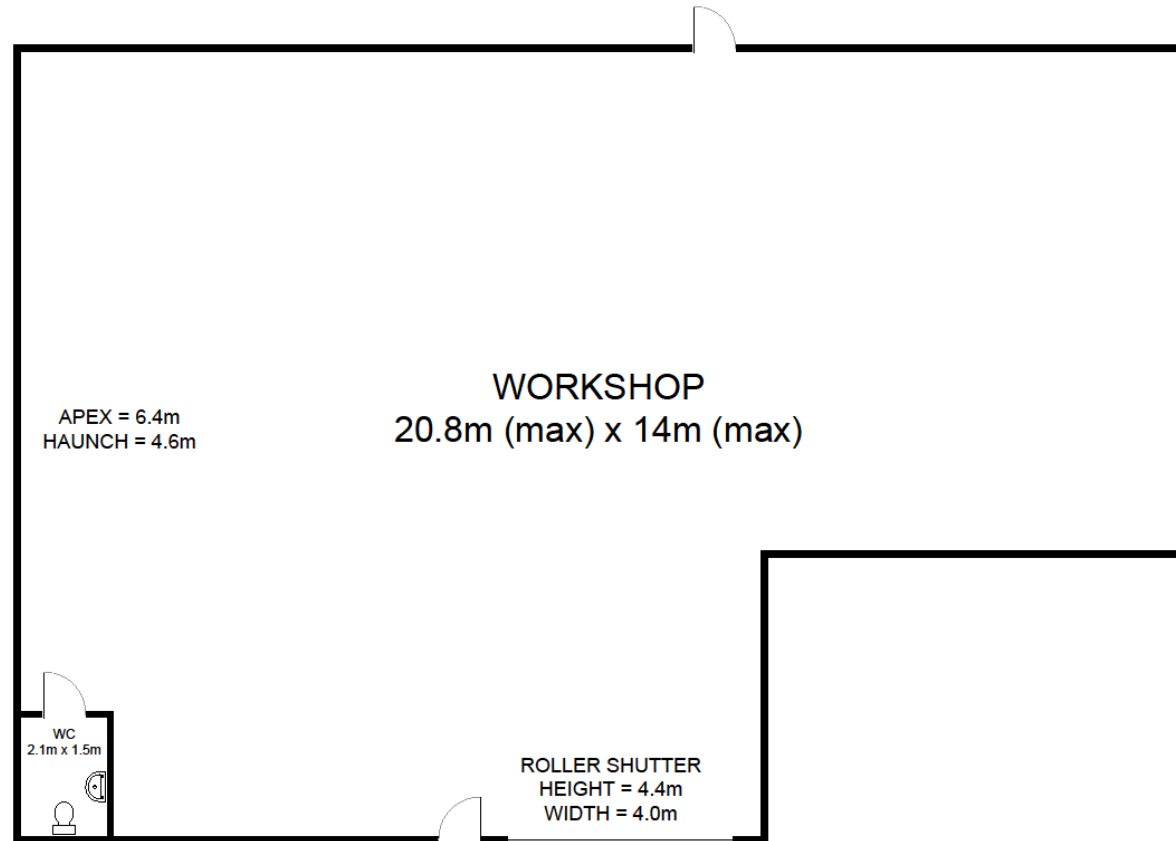 WORKSHOP
20.8m (max) x 14m (max)
APEX = 6.4m
HAUNCH = 4.6m
WC
2.1m x 1.5m
ROLLER SHUTTER
HEIGHT = 4.4m
WIDTH = 4.0m